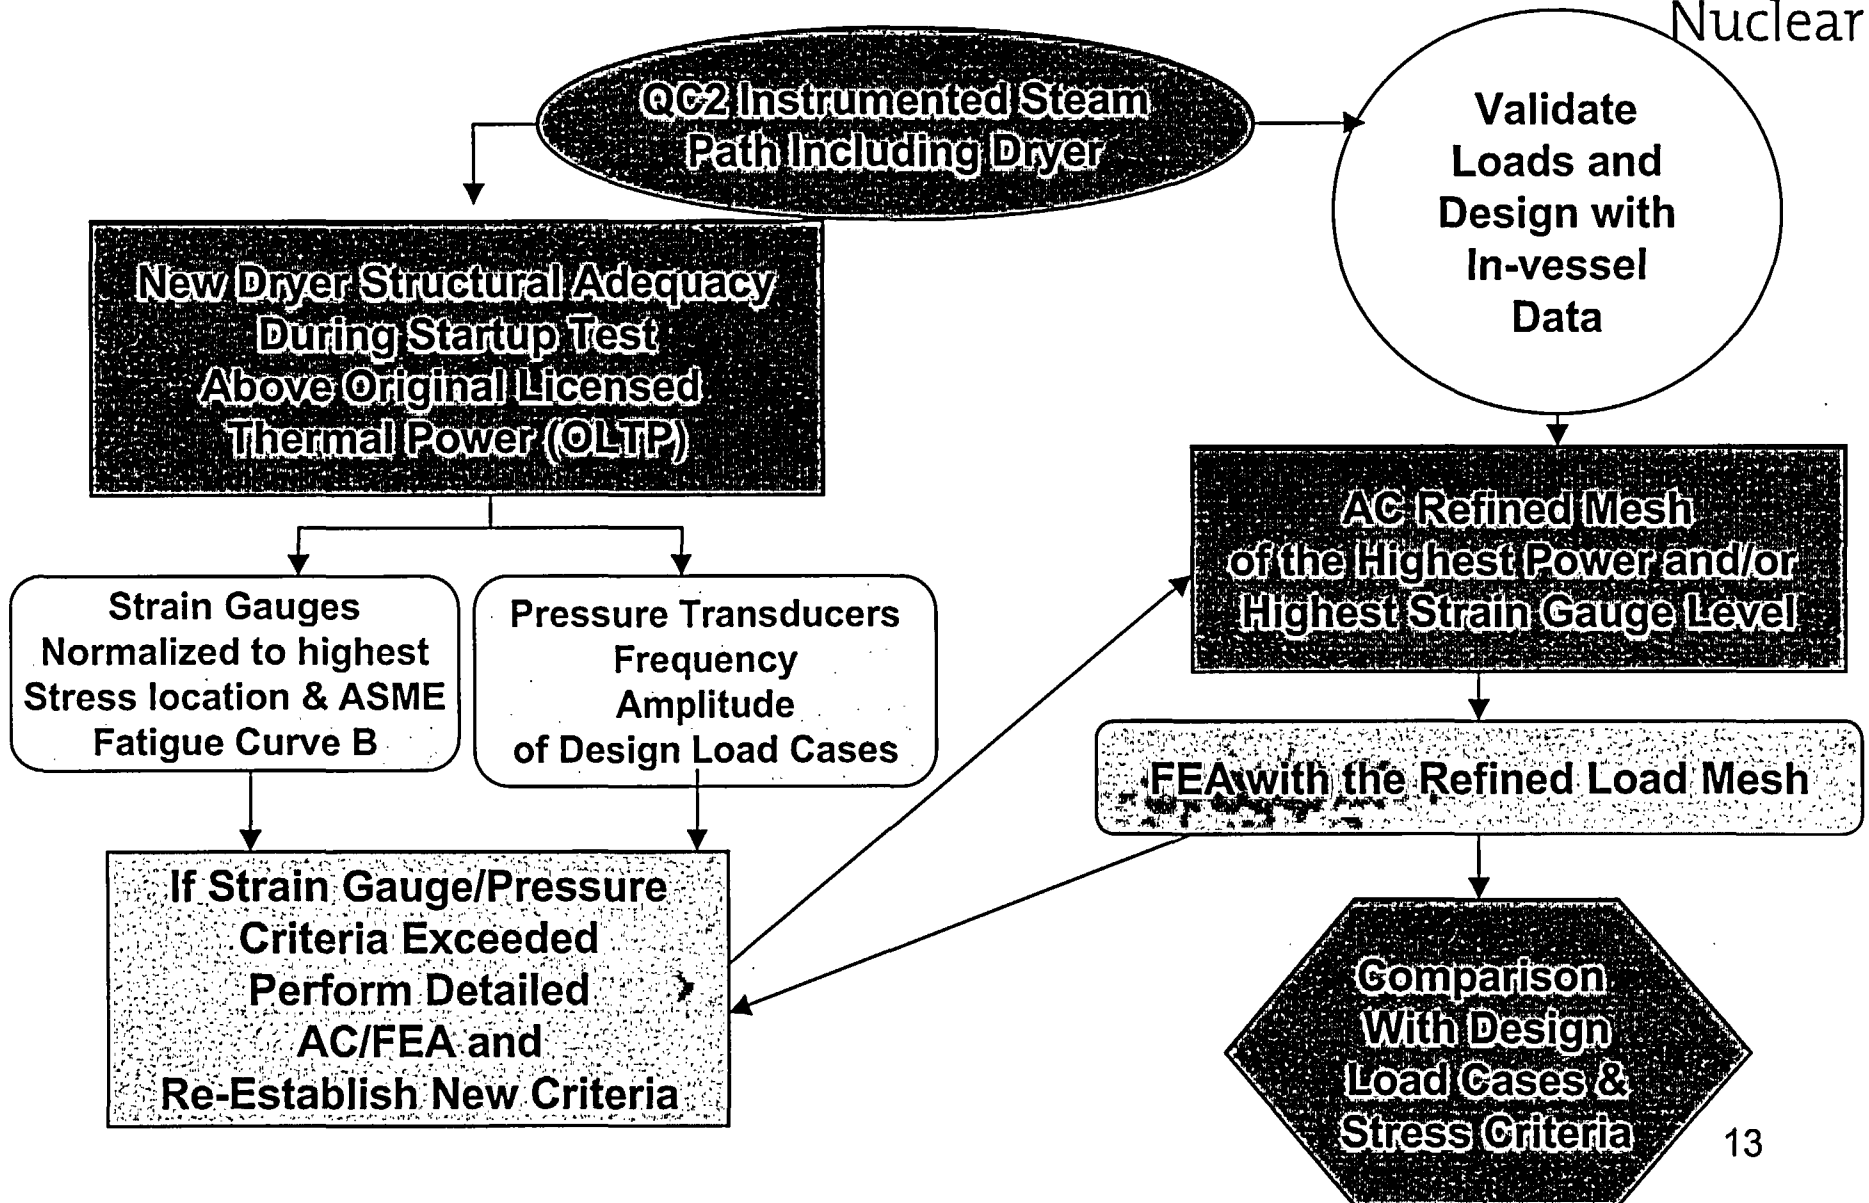 Nuclear
QC2 Instrumented Steam
Path Including Dryer
Validate
Loads and
Design with
In-vessel
Data
New Dryer Structural Adequacy
During Startup Test
Above Original Licensed
Thermal Power (OLTP)
Strain Gauges
Normalized to highest
Stress location & ASME
Fatigue Curve B
Pressure Transducers
Frequency
Amplitude
of Design Load Cases
AC Refined Mesh
of the Highest Power and/or
Highest Strain Gauge Level
FEA with the Refined Load Mesh
If Strain Gauge/Pressure
Criteria Exceeded
Perform Detailed
AC/FEA and
Re-Establish New Criteria
Comparison
With Design
Load Cases &
Stress Criteria
13